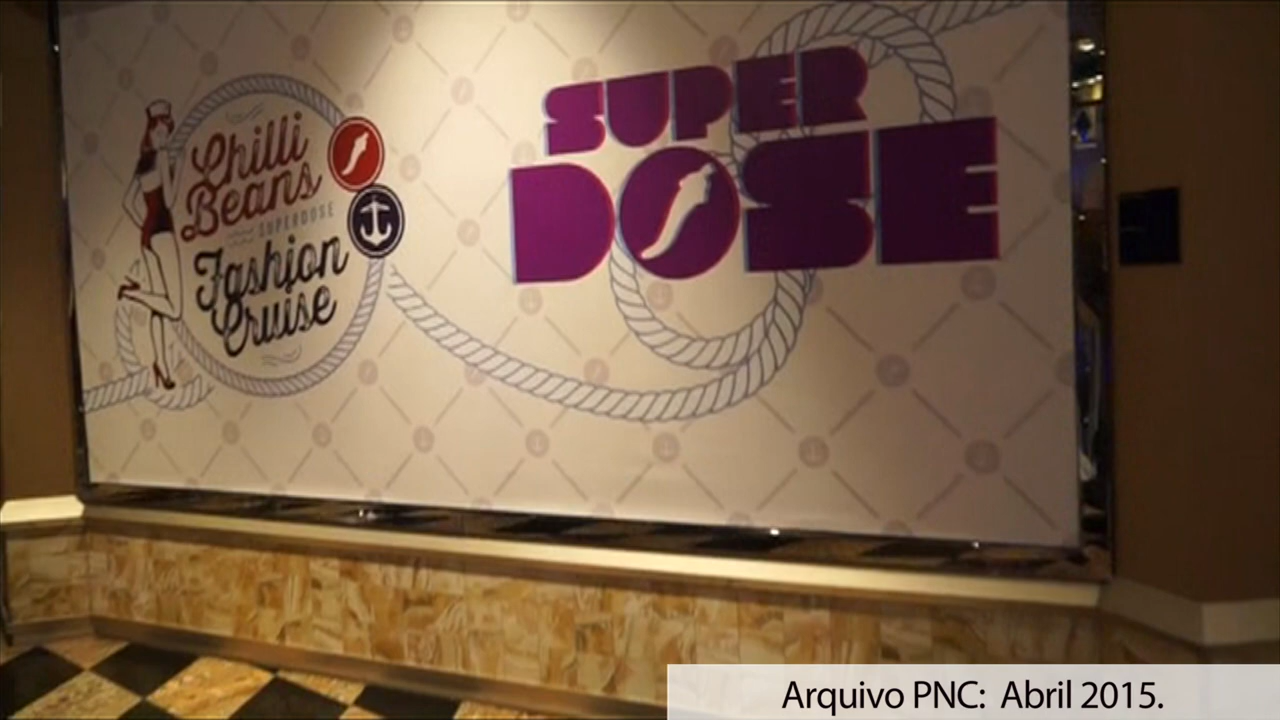 Chilli
Beans
SUPERDOSE
Fashion
Cruise
SUPER
DOSE
Arquivo PNC: Abril 2015.